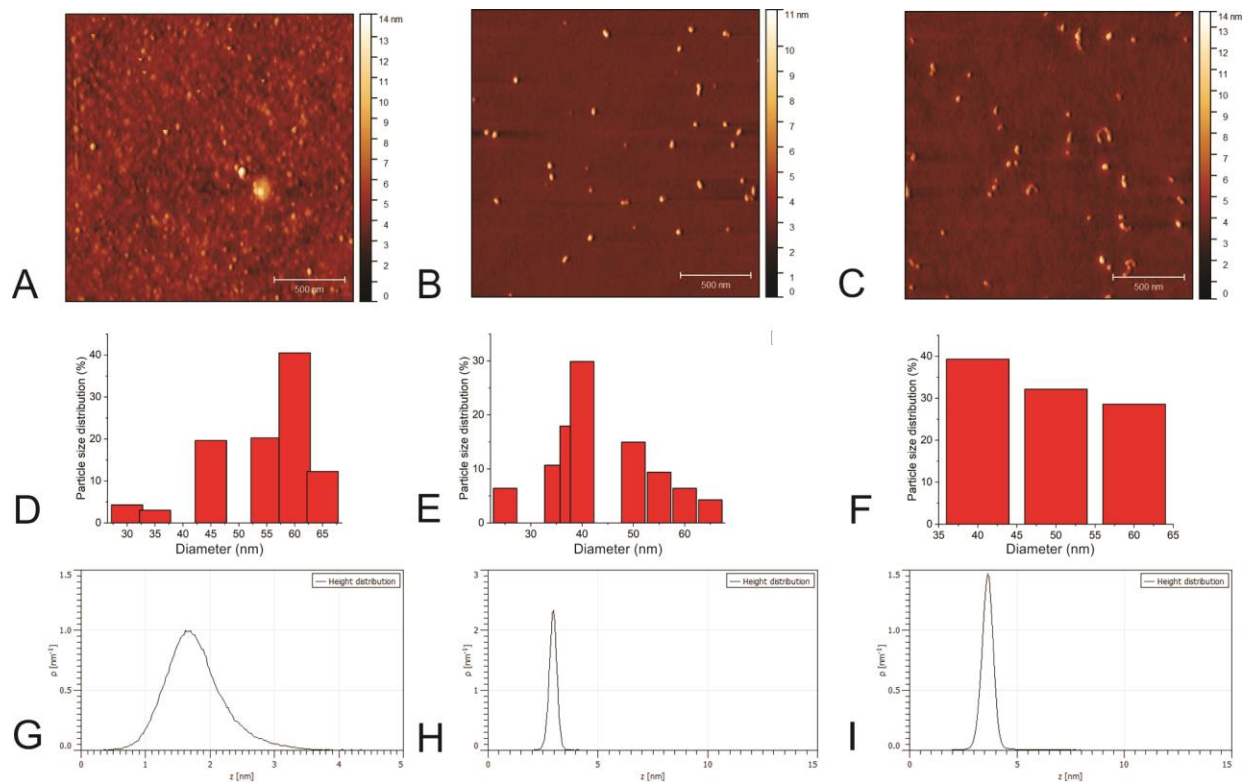 14 nm
13
12
11
10
9
8
7
6
5
4
3
2
1
0
500 nm
A
11 nm
10
9
8
7
6
5
4
3
2
1
0
500 nm
B
14 nm
13
12
11
10
9
8
7
6
5
4
3
2
1
0
500 nm
C
Particle size distribution (%)
40
30
20
10
0
30 35 40 45 50 55 60 65
Diameter (nm)
D
Particle size distribution (%)
30
20
10
0
30 40 50 60
Diameter (nm)
E
Particle size distribution (%)
40
30
20
10
0
35 40 45 50 55 60 65
Diameter (nm)
F
1.5
1.0
0.5
0.0
ρ [nm⁻¹]
Height distribution
0 1 2 3 4 5
z [nm]
G
3
2
1
0
ρ [nm⁻¹]
Height distribution
0 5 10 15
z [nm]
H
1.5
1.0
0.5
0.0
ρ [nm⁻¹]
Height distribution
0 5 10 15
z [nm]
I